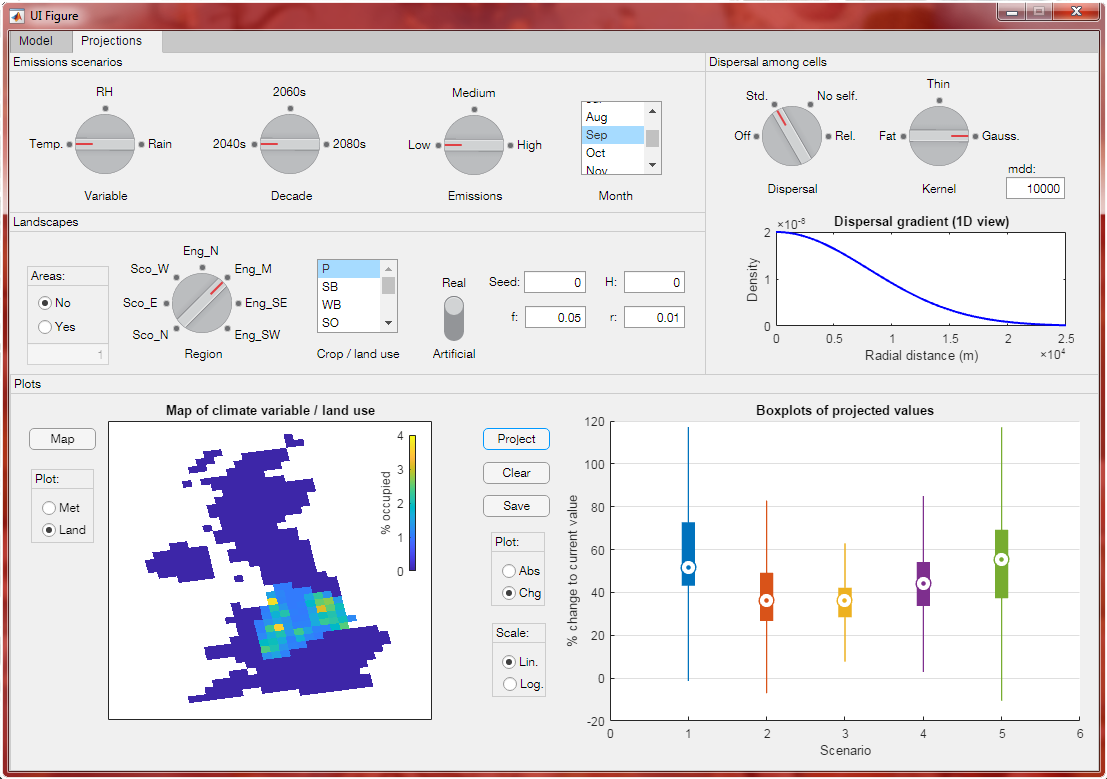 UI Figure
Model Projections
Emissions scenarios
RH
Temp. Rain
Variable
2060s
2040s 2080s
Decade
Medium
Low High
Emissions
Aug
Sep
Oct
Nov
Month
Dispersal among cells
Std. No self.
Off Rel.
Dispersal
Thin
Fat Gauss.
Kernel
mdd:
10000
Landscapes
Areas:
No
Yes
1
Eng_N
Sco_W Eng_M
Sco_E Eng_SE
Sco_N Eng_SW
Region
P
SB
WB
SO
Crop / land use
Real
Artificial
Seed: 0 H: 0
f: 0.05 r: 0.01
×10⁻⁸ Dispersal gradient (1D view)
2
1
0
Density
0 0.5 1 1.5 2 2.5
Radial distance (m) ×10⁴
Plots
Map
Plot:
Met
Land
Map of climate variable / land use
4
3
2
1
0
% occupied
Project
Clear
Save
Plot:
Abs
Chg
Scale:
Lin.
Log.
Boxplots of projected values
120
100
80
60
40
20
0
-20
% change to current value
0 1 2 3 4 5 6
Scenario